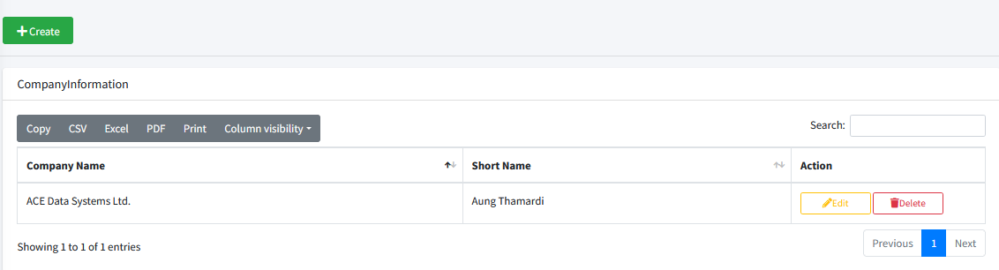 Create
CompanyInformation
Copy CSV Excel PDF Print Column visibility
Search:
Company Name Short Name Action
ACE Data Systems Ltd. Aung Thamardi Edit Delete
Showing 1 to 1 of 1 entries
Previous 1 Next